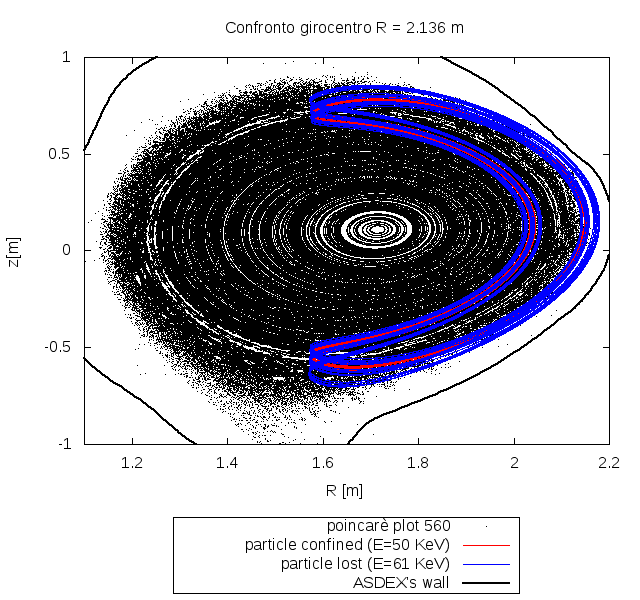 Confronto girocentro R = 2.136 m
1
0.5
0
-0.5
-1
z[m]
1.2 1.4 1.6 1.8 2 2.2
R [m]
poincarè plot 560
particle confined (E=50 KeV)
particle lost (E=61 KeV)
ASDEX's wall